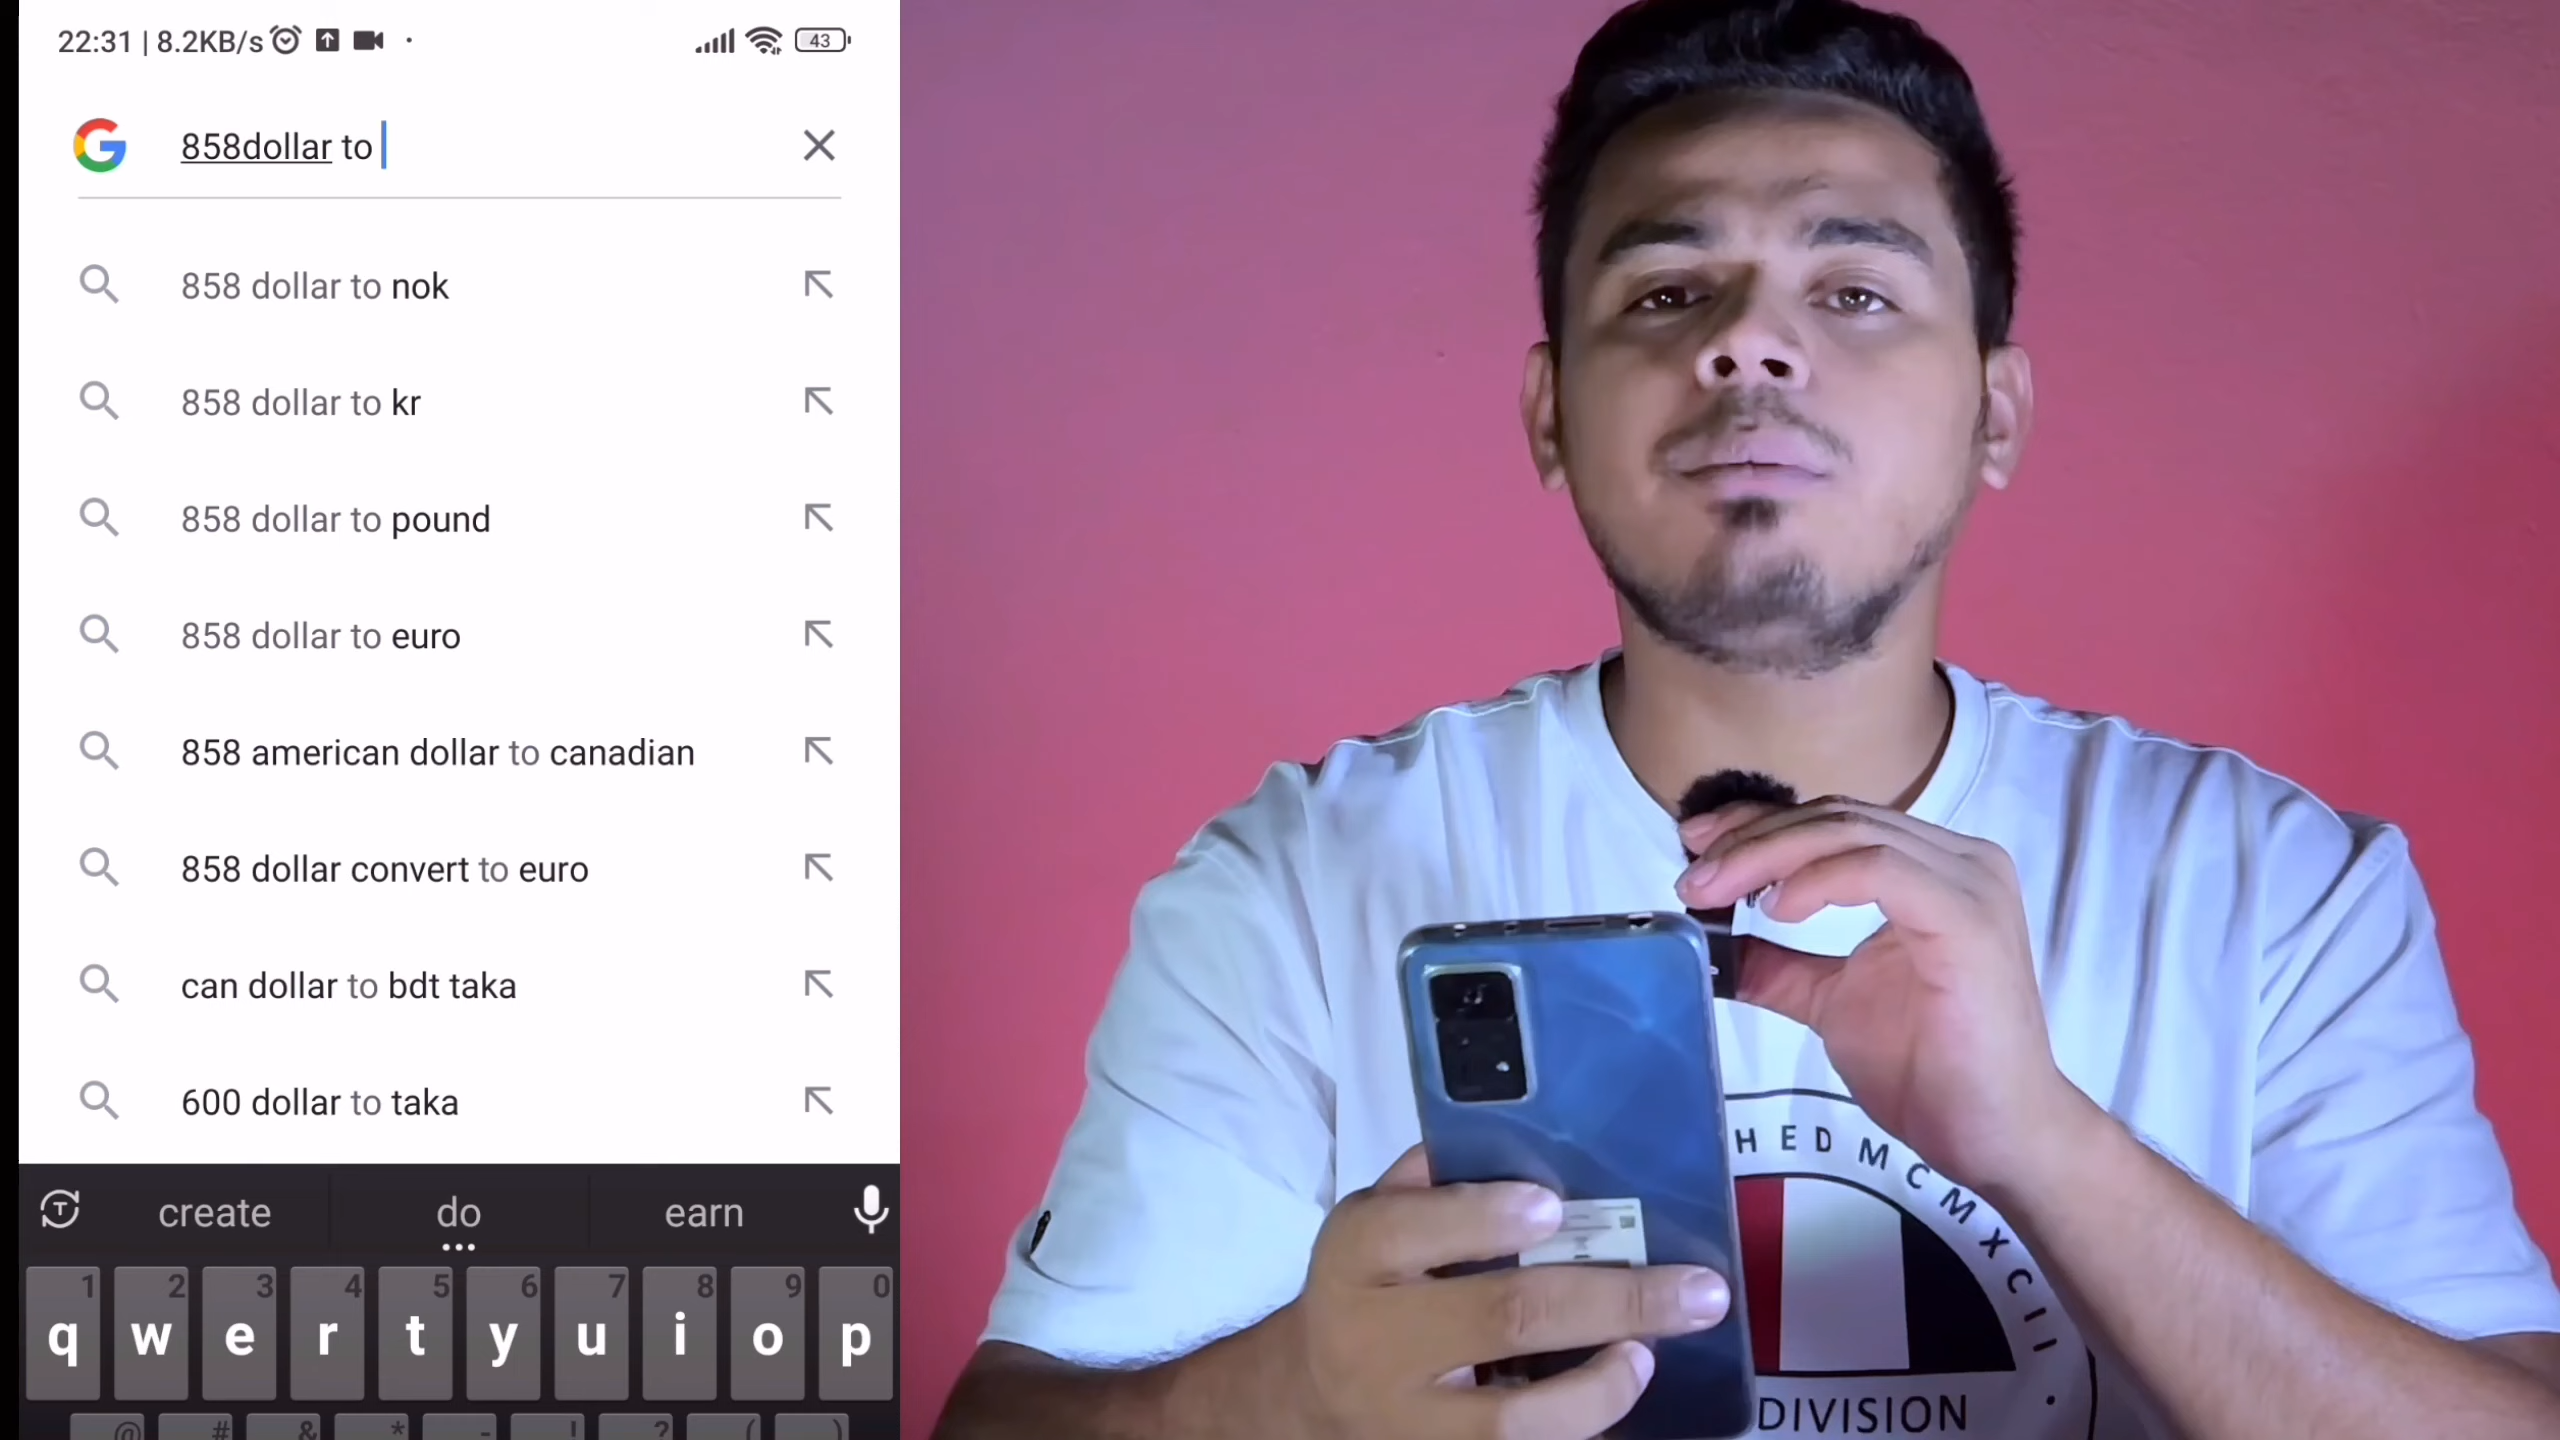 22:31 | 8.2KB/s
43
858dollar to
858 dollar to nok
858 dollar to kr
858 dollar to pound
858 dollar to euro
858 american dollar to canadian
858 dollar convert to euro
can dollar to bdt taka
600 dollar to taka
create do earn
1 2 3 4 5 6 7 8 9 0
q w e r t y u i o p
@ # & * - ! ? ( )
HED MCMXCII •
DIVISION